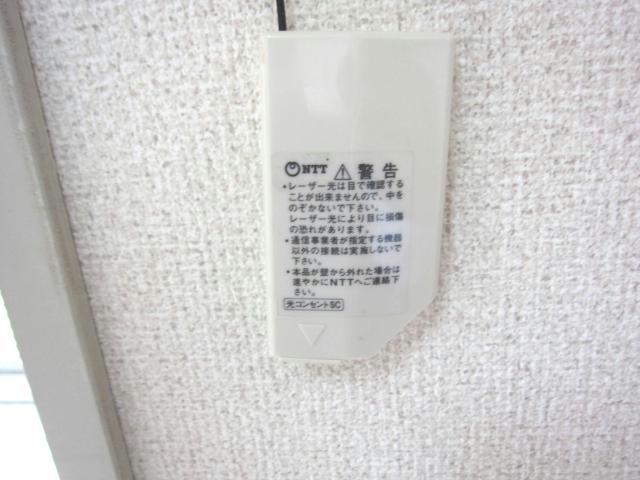 NTT ⚠ 警告
•レーザー光は目で確認する
ことが出来ませんので、中を
のぞかないで下さい。
レーザー光により目に損傷
の恐れがあります。
•通信事業者が指定する機器
以外の接続は実施しないで
下さい。
•本品が壁から外れた場合は
速やかにNTTへご連絡下
さい。
光コンセントSC